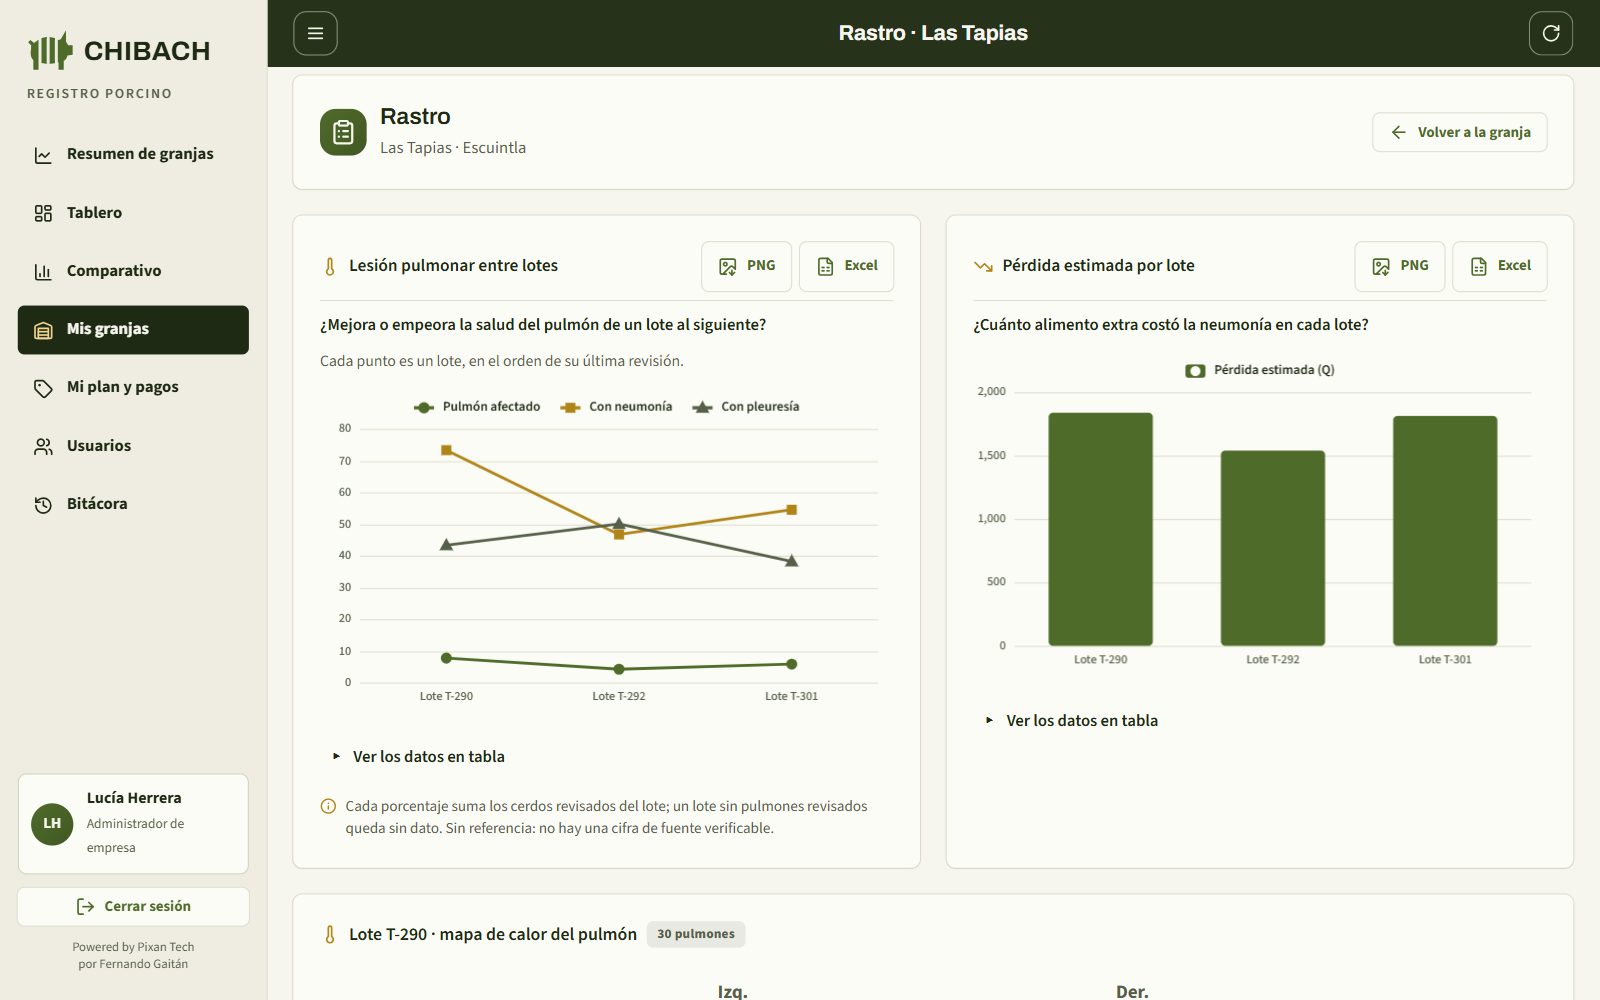 CHIBACH
REGISTRO PORCINO
Resumen de granjas
Tablero
Comparativo
Mis granjas
Mi plan y pagos
Usuarios
Bitácora
LH
Lucía Herrera
Administrador de
empresa
Cerrar sesión
Powered by Pixan Tech
por Fernando Gaitán
Rastro · Las Tapias
Rastro
Las Tapias · Escuintla
Volver a la granja
Lesión pulmonar entre lotes
PNG
Excel
¿Mejora o empeora la salud del pulmón de un lote al siguiente?
Cada punto es un lote, en el orden de su última revisión.
Pulmón afectado Con neumonía Con pleuresía
80
70
60
50
40
30
20
10
0
Lote T-290 Lote T-292 Lote T-301
Ver los datos en tabla
Cada porcentaje suma los cerdos revisados del lote; un lote sin pulmones revisados
queda sin dato. Sin referencia: no hay una cifra de fuente verificable.
Pérdida estimada por lote
PNG
Excel
¿Cuánto alimento extra costó la neumonía en cada lote?
Pérdida estimada (Q)
2,000
1,500
1,000
500
0
Lote T-290 Lote T-292 Lote T-301
Ver los datos en tabla
Lote T-290 · mapa de calor del pulmón 30 pulmones
Izq. Der.